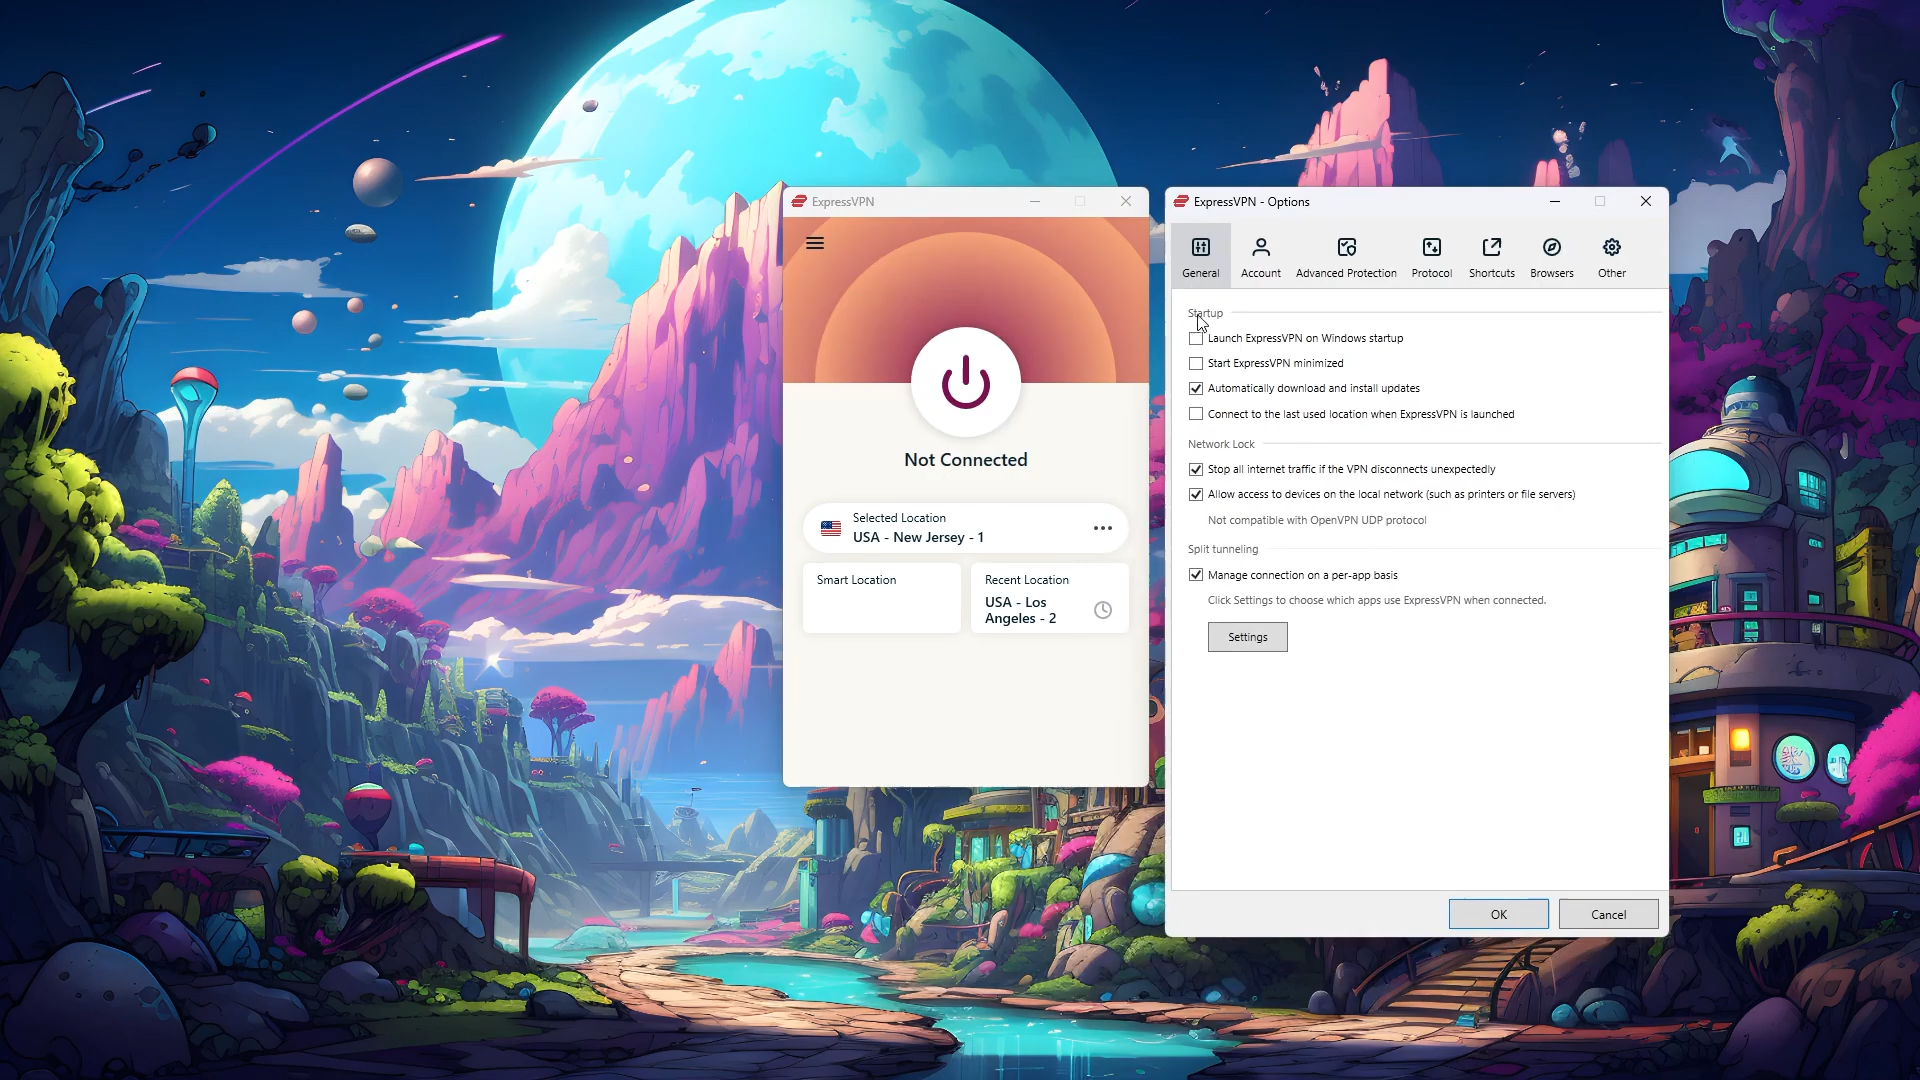 ExpressVPN
Not Connected
Selected Location
USA - New Jersey - 1
Smart Location
Recent Location
USA - Los
Angeles - 2
ExpressVPN - Options
General
Account
Advanced Protection
Protocol
Shortcuts
Browsers
Other
Startup
Launch ExpressVPN on Windows startup
Start ExpressVPN minimized
Automatically download and install updates
Connect to the last used location when ExpressVPN is launched
Network Lock
Stop all internet traffic if the VPN disconnects unexpectedly
Allow access to devices on the local network (such as printers or file servers)
Not compatible with OpenVPN UDP protocol
Split tunneling
Manage connection on a per-app basis
Click Settings to choose which apps use ExpressVPN when connected.
Settings
OK
Cancel